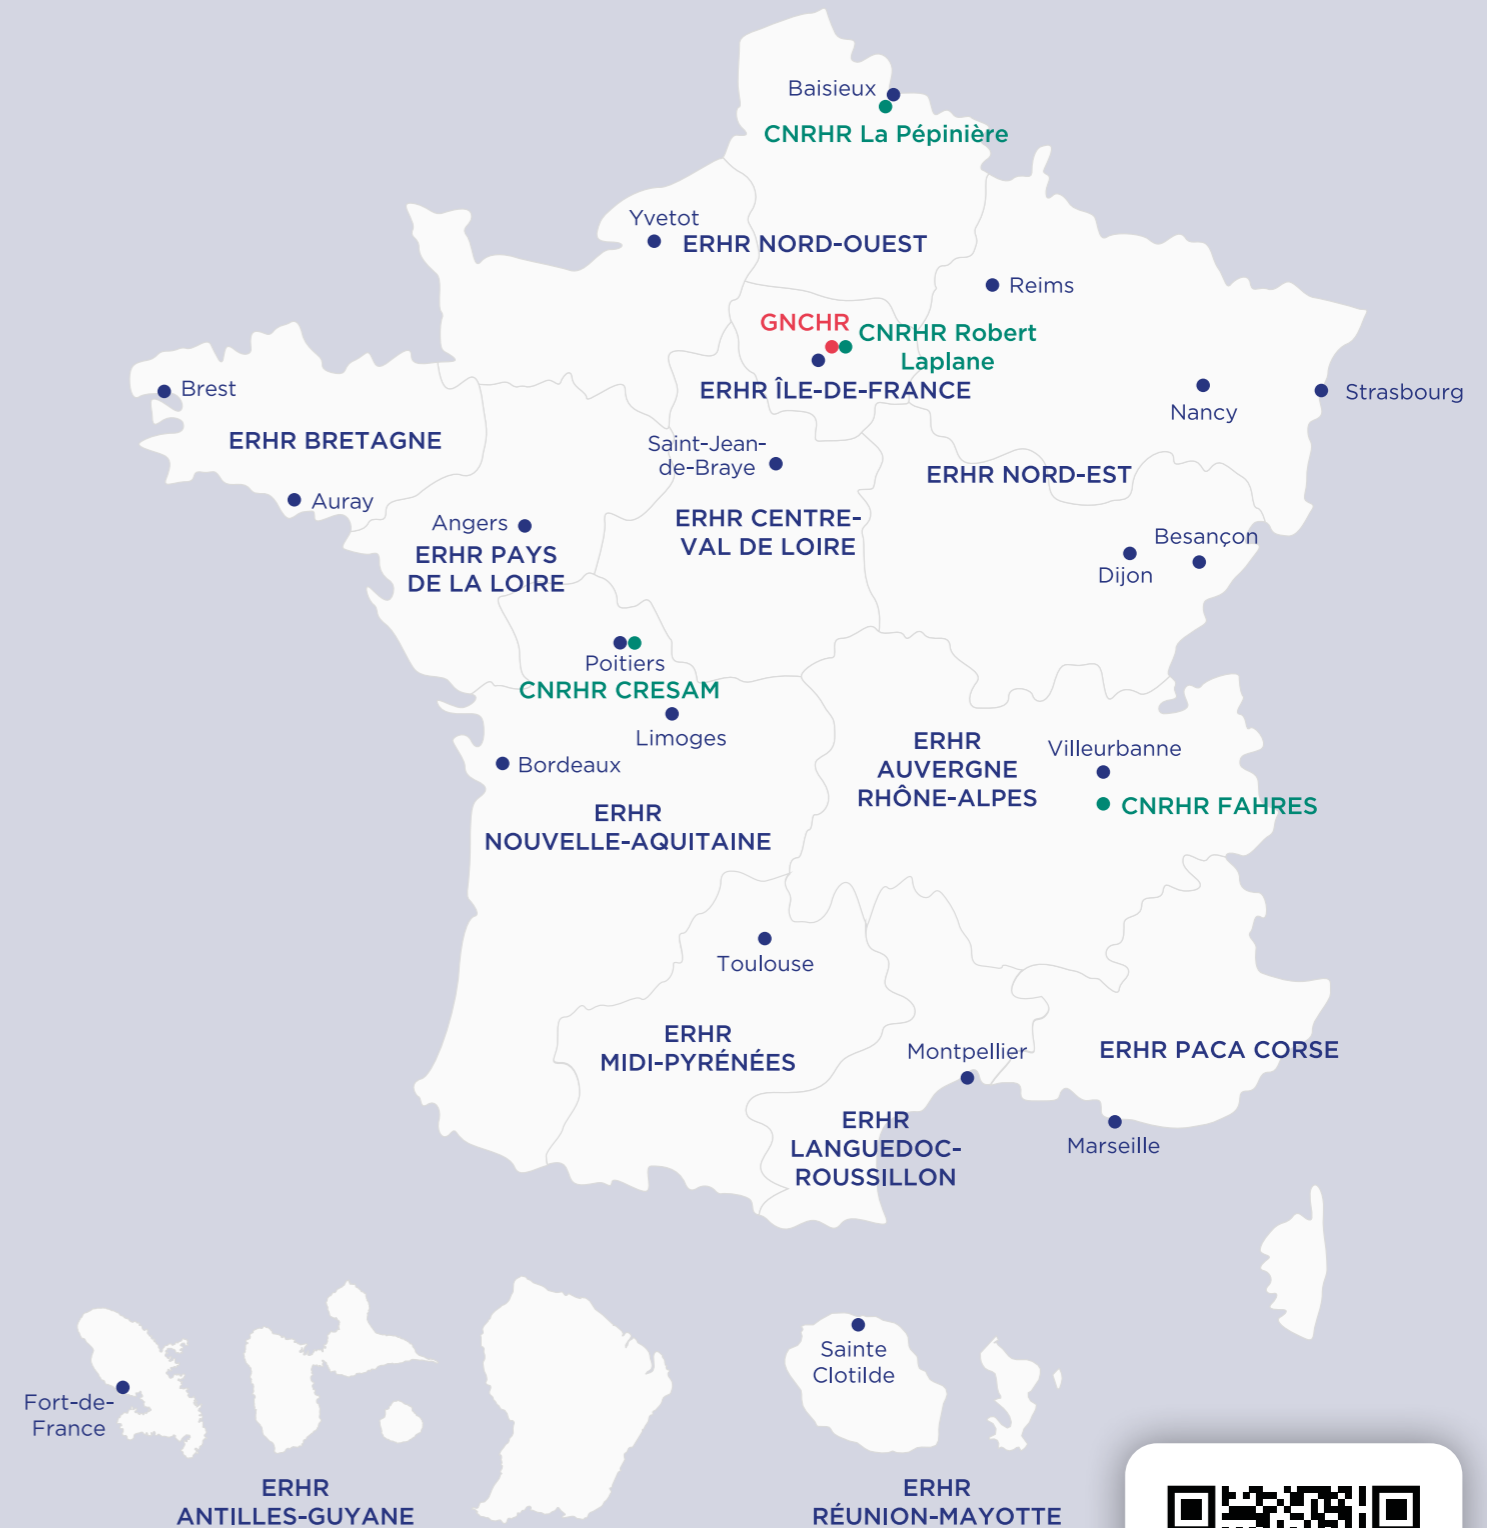 Baisieux
CNRHR La Pépinière
Yvetot
ERHR NORD-OUEST
Reims
GNCHR
CNRHR Robert
Laplane
ERHR ÎLE-DE-FRANCE
Brest
Nancy
Strasbourg
ERHR BRETAGNE
Saint-Jean-
de-Braye
ERHR NORD-EST
Auray
Angers
ERHR PAYS
DE LA LOIRE
ERHR CENTRE-
VAL DE LOIRE
Besançon
Dijon
Poitiers
CNRHR CRESAM
Limoges
Bordeaux
ERHR
NOUVELLE-AQUITAINE
ERHR
AUVERGNE
RHÔNE-ALPES
Villeurbanne
CNRHR FAHRES
Toulouse
ERHR
MIDI-PYRÉNÉES
Montpellier
ERHR PACA CORSE
ERHR
LANGUEDOC-
ROUSSILLON
Marseille
Fort-de-
France
Sainte
Clotilde
ERHR
ANTILLES-GUYANE
ERHR
RÉUNION-MAYOTTE